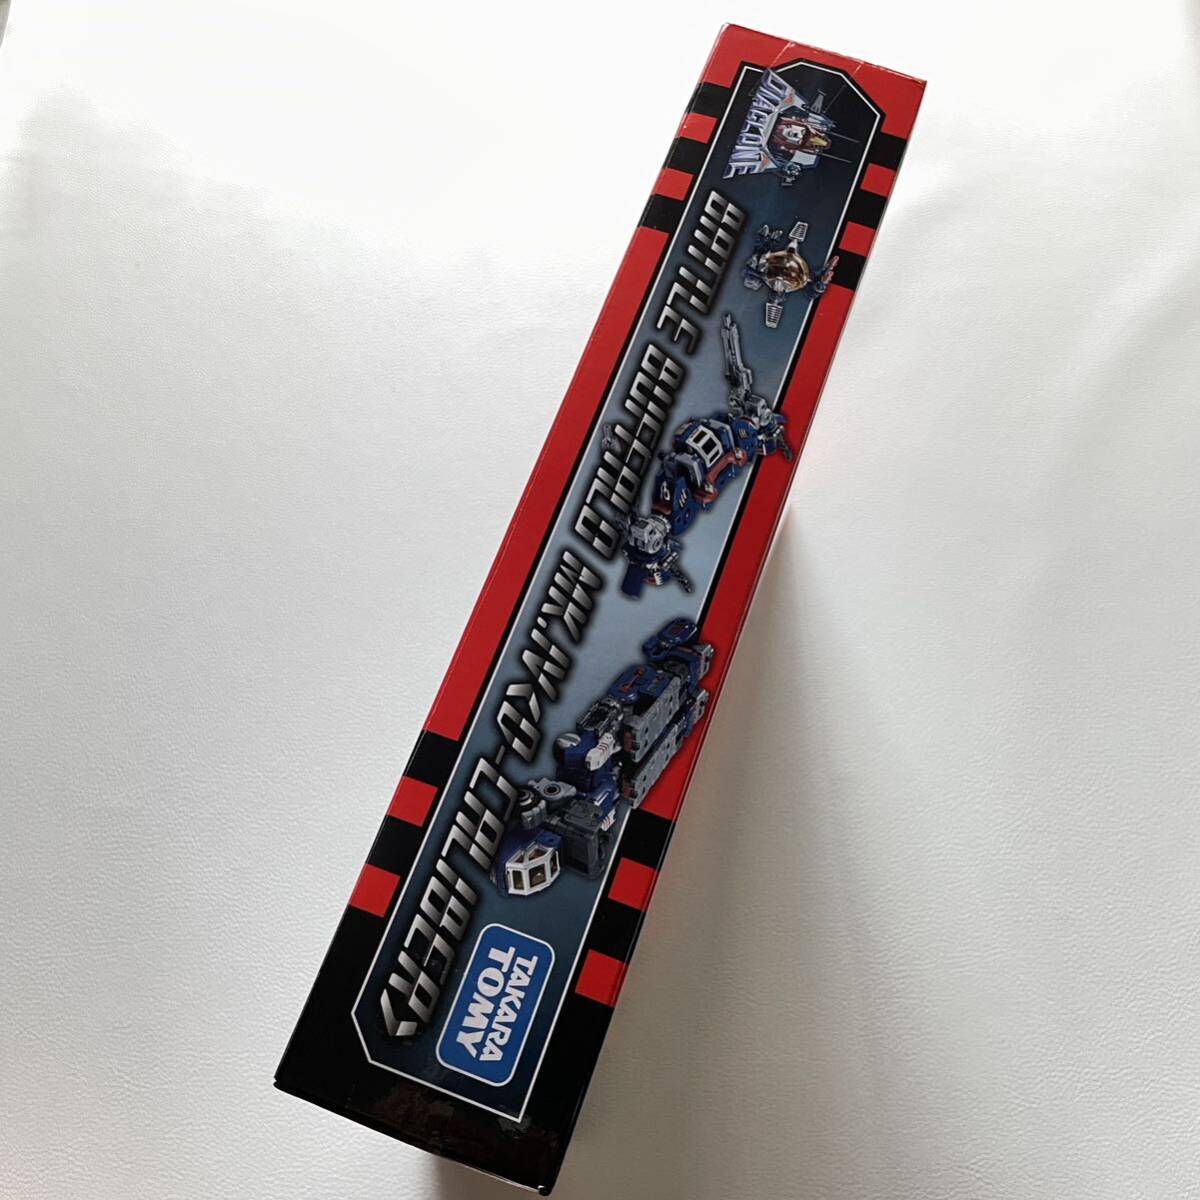 DIACLONE
BATTLE BUFFALO MK.IV<O-CALIBER>
TAKARA
TOMY